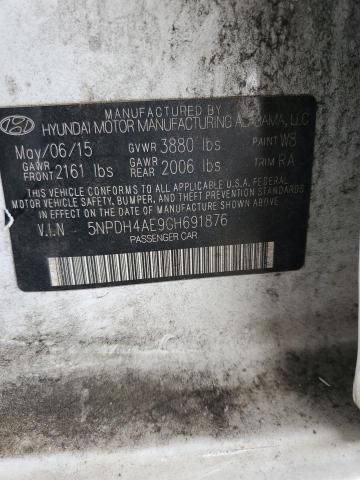 MANUFACTURED BY
HYUNDAI MOTOR MANUFACTURING ALABAMA, LLC
May/06/15 GVWR 3880 lbs PAINT W8
GAWR FRONT 2161 lbs GAWR REAR 2006 lbs TRIM RA
THIS VEHICLE CONFORMS TO ALL APPLICABLE U.S.A. FEDERAL
MOTOR VEHICLE SAFETY, BUMPER, AND THEFT PREVENTION
STANDARDS IN EFFECT ON THE DATE OF MANUFACTURE SHOWN ABOVE.
V.I.N 5NPDH4AE9GH691876
PASSENGER CAR